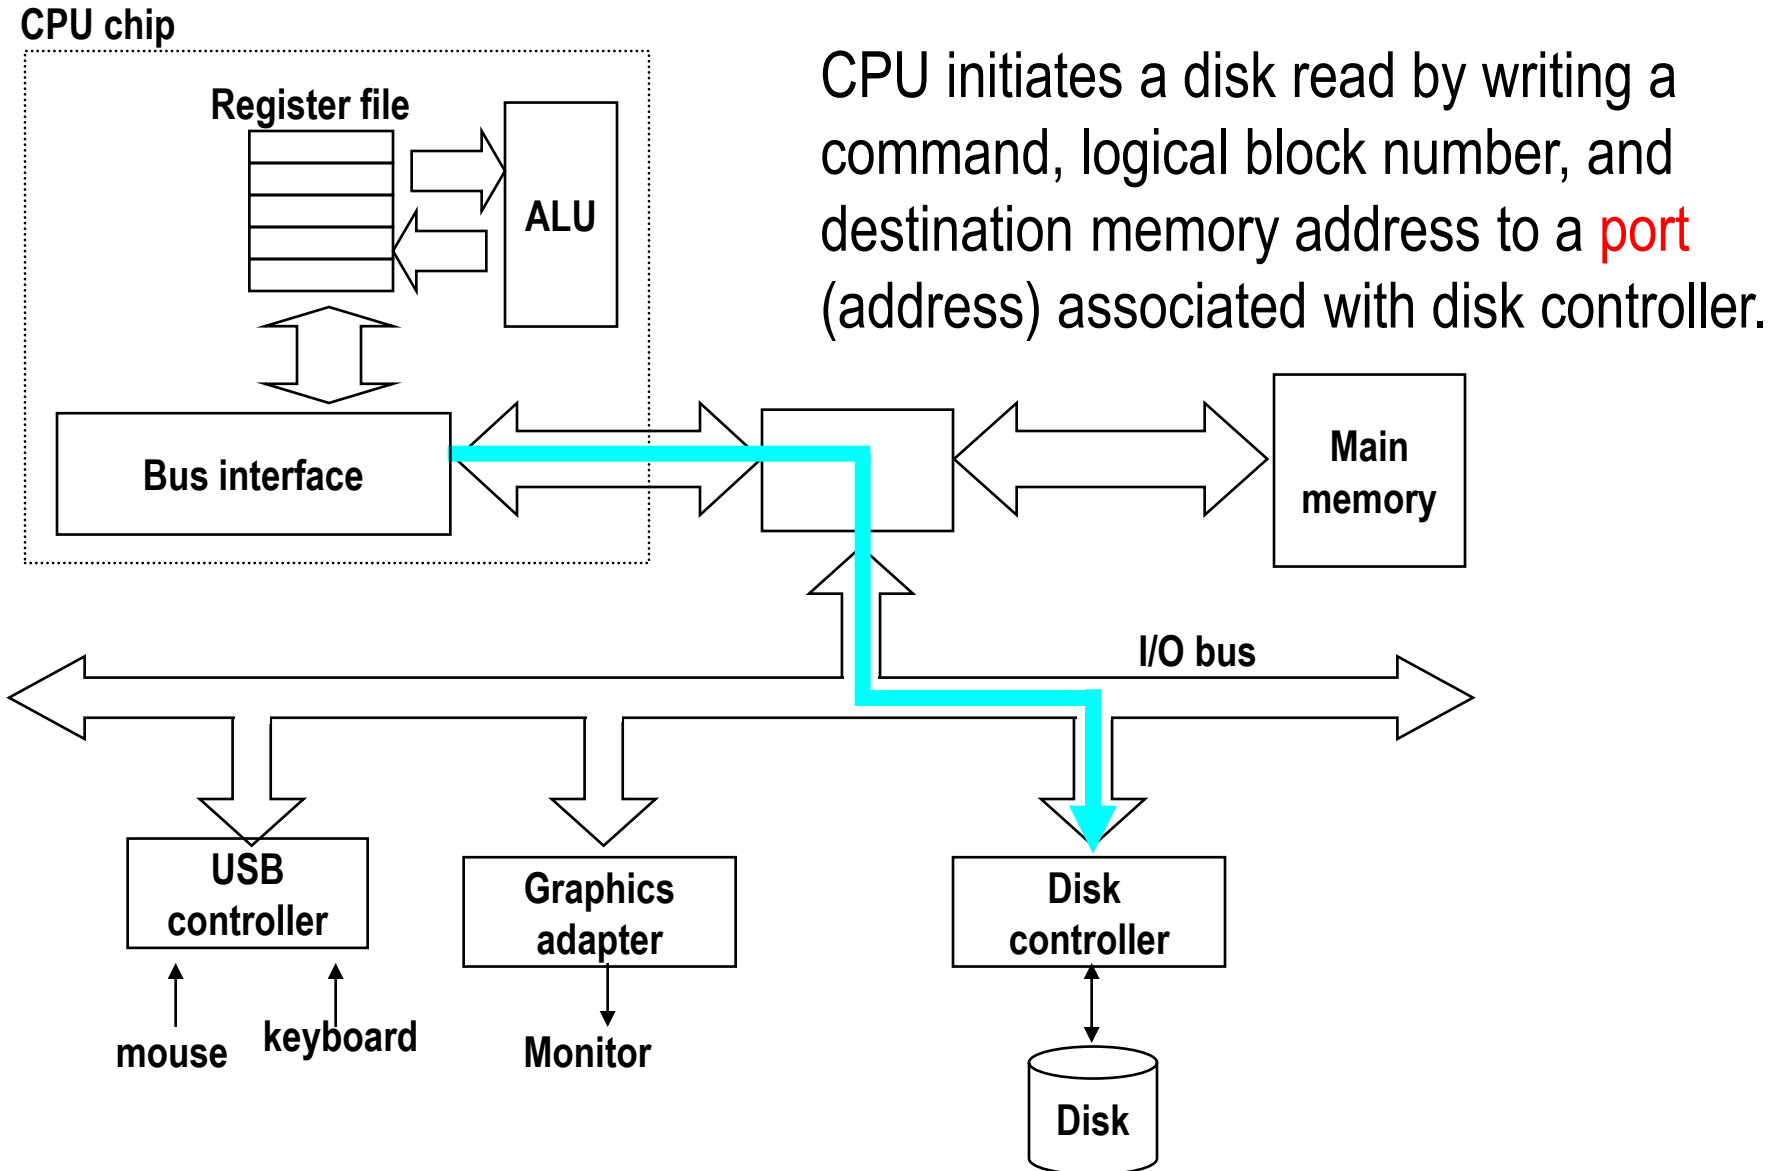 CPU chip
CPU initiates a disk read by writing a
command, logical block number, and
destination memory address to a port
(address) associated with disk controller.
Register file
ALU
Bus interface
Main
memory
I/O bus
USB
controller
Graphics
adapter
Disk
controller
mouse
keyboard
Monitor
Disk